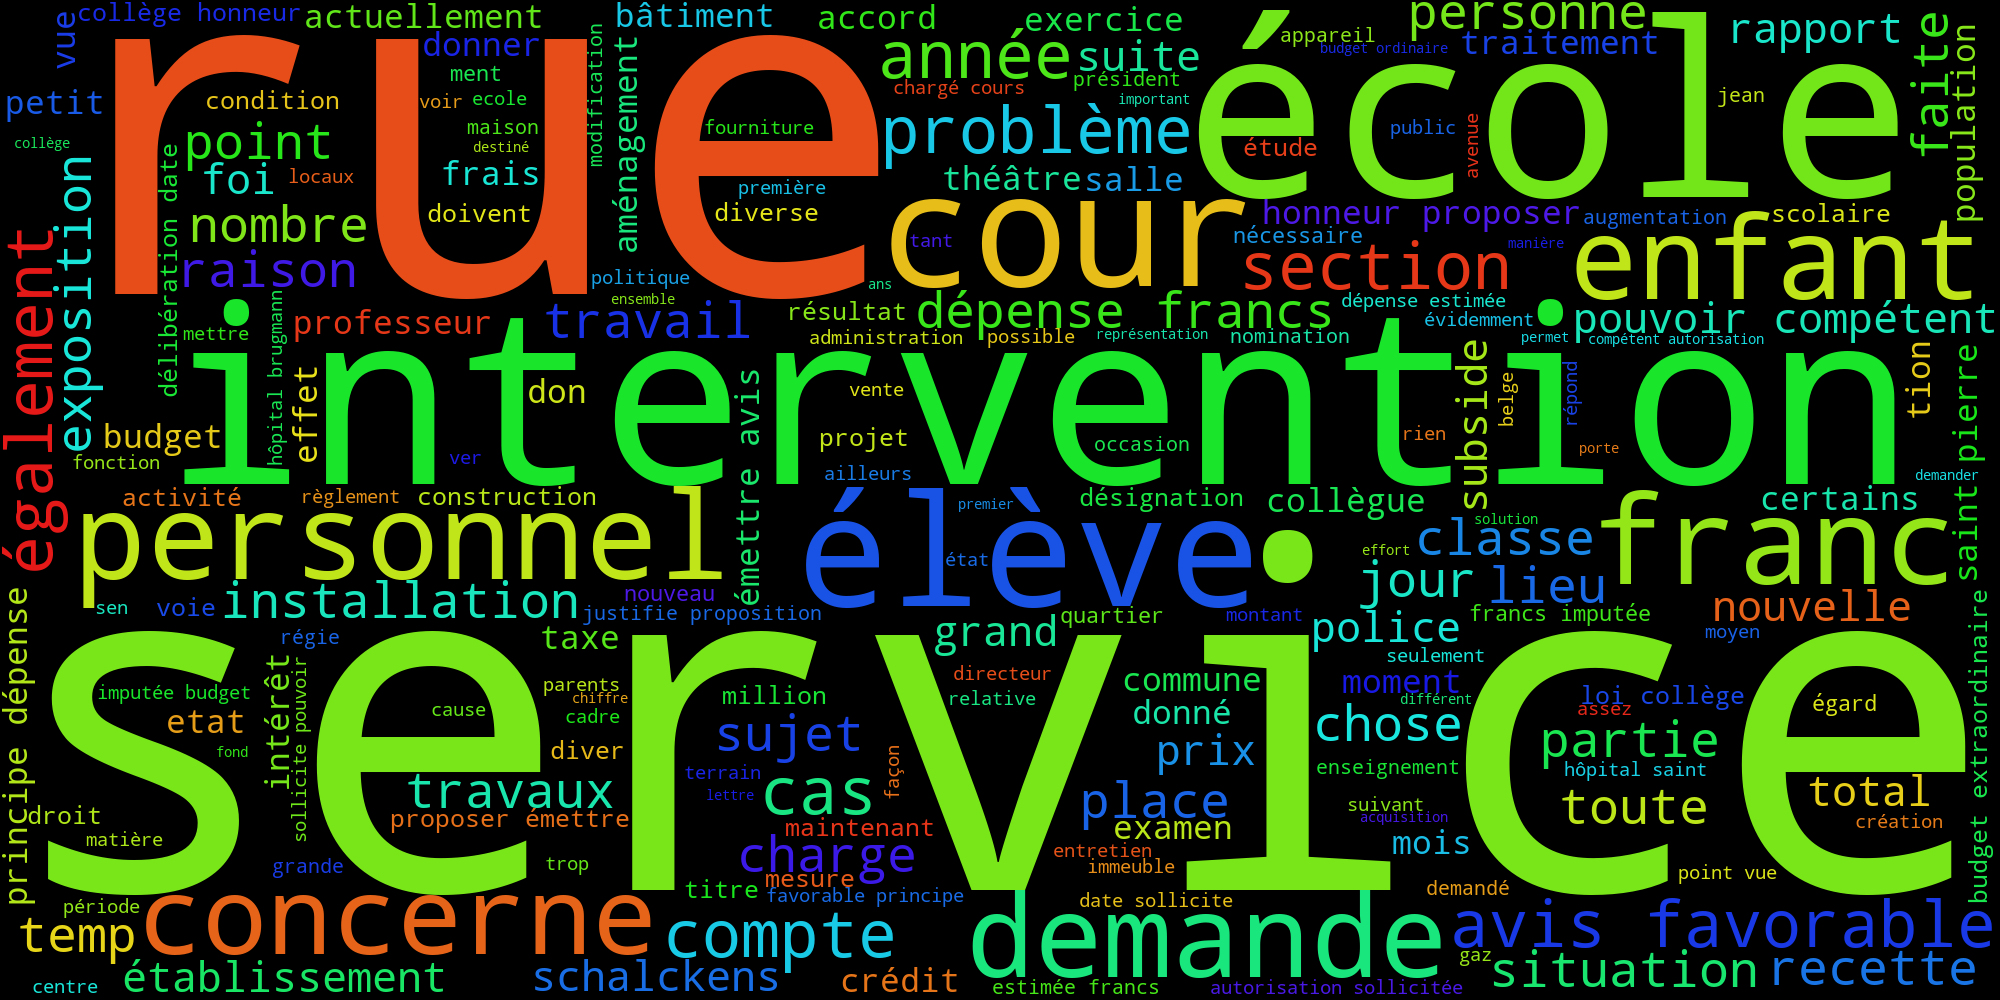 collège honneur
actuellement
bâtiment
accord
exercice
personne
vue
donner
année
suite
appareil
budget ordinaire
traitement
rapport
faite
population
rue
école
petit
condition
ment
voir
ecole
modification
chargé cours
président
important
jean
collège
point
maison
destiné
fourniture
aménagement
problème
étude
public
avenue
foi
locaux
frais
première
théâtre
salle
exposition
délibération date
nombre
doivent
diverse
cour
honneur proposer
augmentation
scolaire
tant
nécessaire
manière
enfant
également
raison
politique
ensemble
ans
section
mettre
hôpital brugmann
professeur
travail
résultat
dépense francs
dépense estimée
évidemment
pouvoir compétent
administration
possible
représentation
nomination
permet
compétent autorisation
intervention
effet
don
émettre avis
vente
subside
belge
répond
tion
saint pierre
budget
projet
occasion
rien
porte
fonction
ver
ailleurs
demander
activité
règlement
construction
premier
désignation
collègue
certains
personnel
élève
solution
classe
franc
état
effort
jour
lieu
principe dépense
sen
voie
installation
nouveau
justifie proposition
quartier
montant
francs imputée
nouvelle
budget extraordinaire
régie
taxe
grand
police
moyen
service
intérêt
sollicite pouvoir
directeur
seulement
imputée budget
parents
chiffre
million
relative
commune
moment
différent
loi collège
assez
égard
etat
cause
cadre
donné
chose
fond
diver
sujet
façon
prix
partie
terrain
enseignement
hôpital saint
travaux
lettre
cas
place
suivant
acquisition
toute
total
droit
proposer émettre
maintenant
examen
création
matière
charge
entretien
mois
grande
trop
immeuble
point vue
titre
mesure
favorable principe
date sollicite
demandé
période
temp
concerne
compte
demande
avis favorable
gaz
centre
établissement
schalckens
crédit
estimée francs
autorisation sollicitée
situation
recette